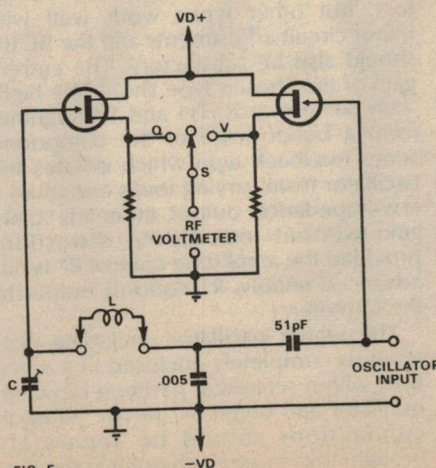 VD+
Q
V
S
RF
VOLTMETER
L
51pF
OSCILLATOR
INPUT
C
.005
−VD